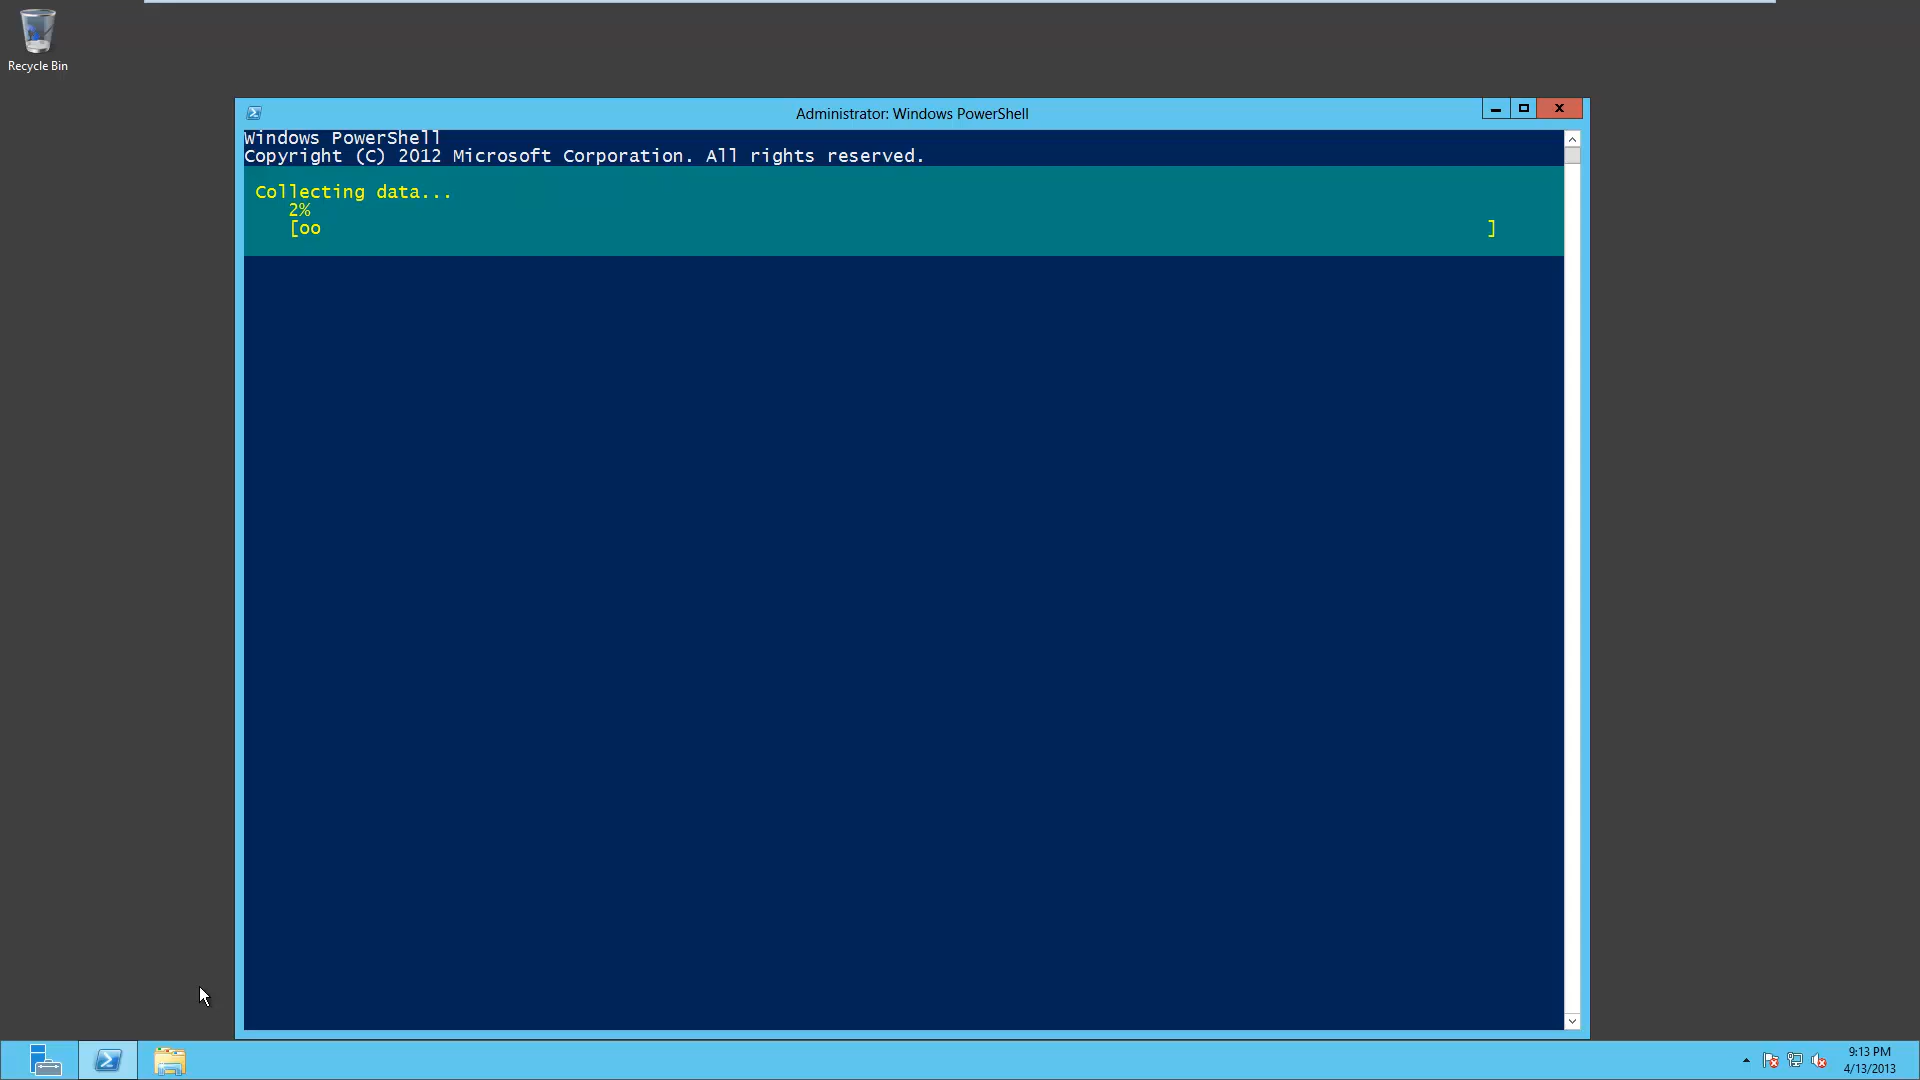 Recycle Bin
Administrator: Windows PowerShell
Windows PowerShell
Copyright (C) 2012 Microsoft Corporation. All rights reserved.
Collecting data...
2%
[oo ]
9:13 PM
4/13/2013